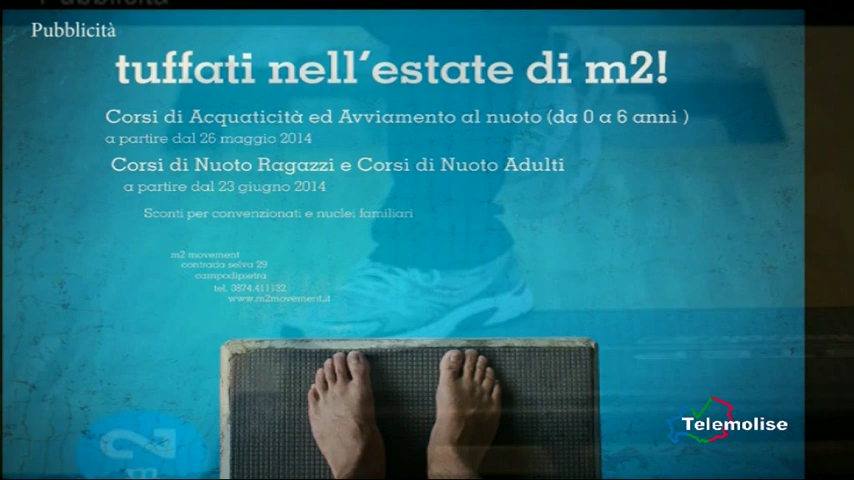 Pubblicità
tuffati nell'estate di m2!
Corsi di Acquaticità ed Avviamento al nuoto (da 0 a 6 anni )
a partire dal 26 maggio 2014
Corsi di Nuoto Ragazzi e Corsi di Nuoto Adulti
a partire dal 23 giugno 2014
Sconti per convenzionati e nuclei familiari
m2 movement
contrada selva 29
campodipietra
tel. 0874.411132
www.m2movement.it
Telemolise